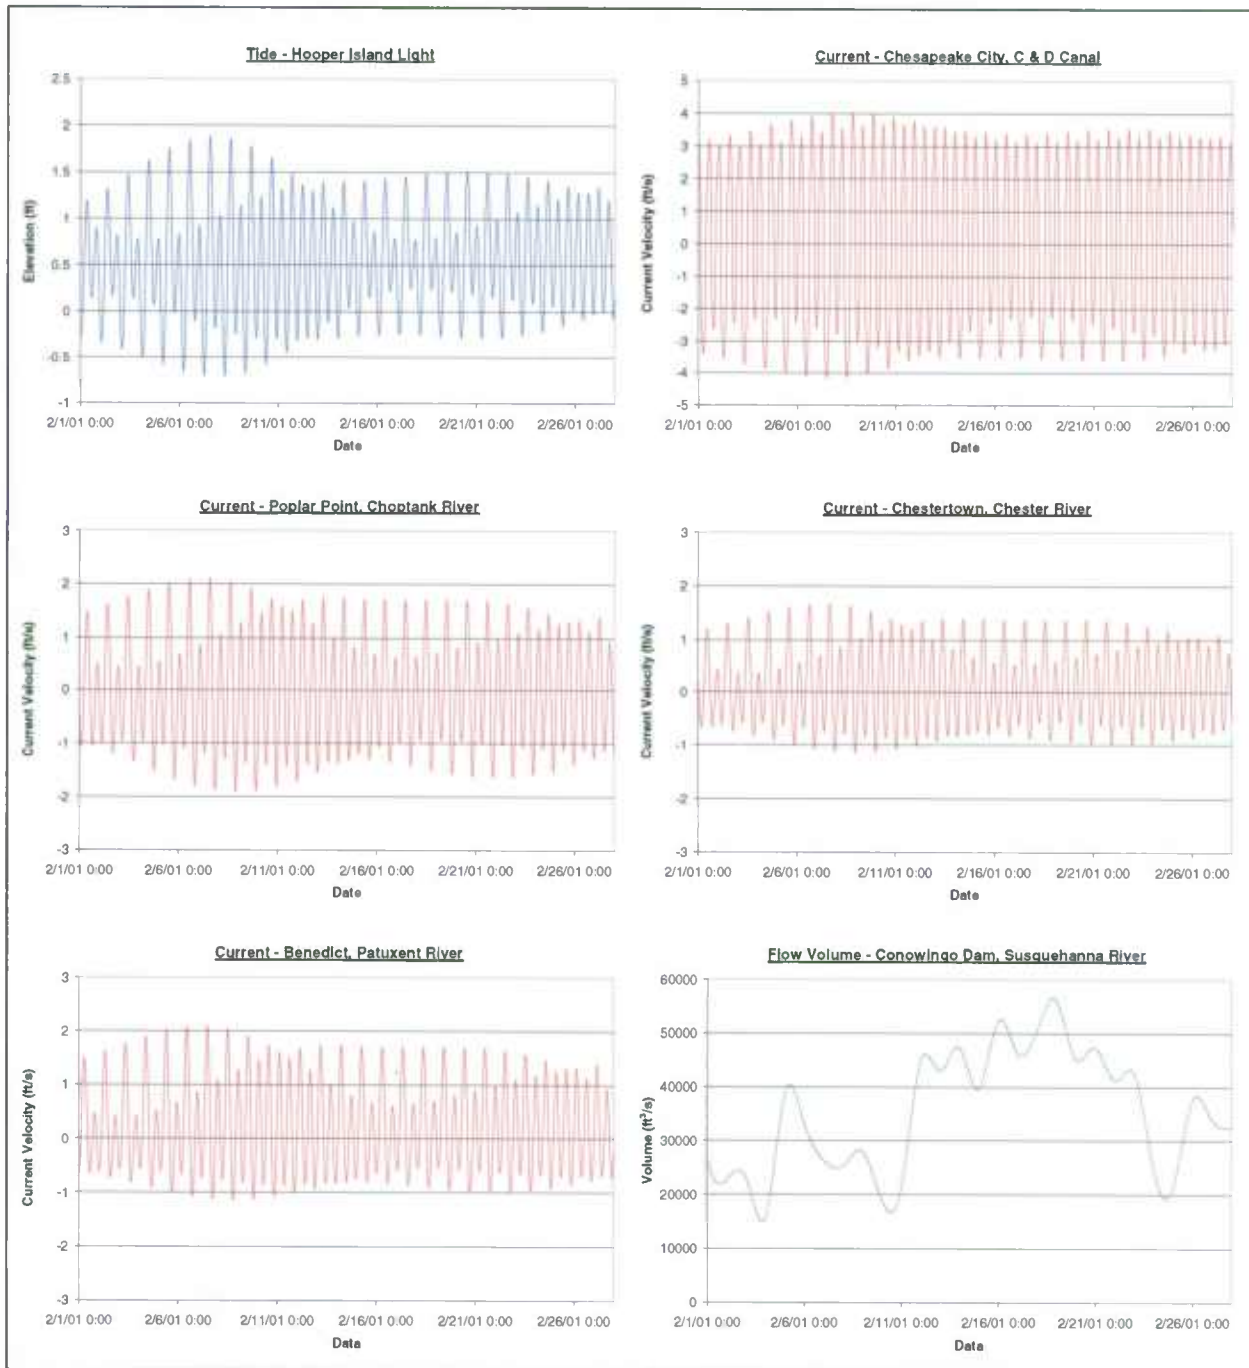 Tide - Hooper Island Light
2.5
2
1.5
1
0.5
0
-0.5
-1
Elevation (ft)
2/1/01 0:00 2/6/01 0:00 2/11/01 0:00 2/16/01 0:00 2/21/01 0:00 2/26/01 0:00
Date
Current - Chesapeake City, C & D Canal
5
4
3
2
1
0
-1
-2
-3
-4
-5
Current Velocity (ft/s)
2/1/01 0:00 2/6/01 0:00 2/11/01 0:00 2/16/01 0:00 2/21/01 0:00 2/26/01 0:00
Date
Current - Poplar Point, Choptank River
3
2
1
0
-1
-2
-3
Current Velocity (ft/s)
2/1/01 0:00 2/6/01 0:00 2/11/01 0:00 2/16/01 0:00 2/21/01 0:00 2/26/01 0:00
Date
Current - Chestertown, Chester River
3
2
1
0
-1
-2
-3
Current Velocity (ft/s)
2/1/01 0:00 2/6/01 0:00 2/11/01 0:00 2/16/01 0:00 2/21/01 0:00 2/26/01 0:00
Date
Current - Benedict, Patuxent River
3
2
1
0
-1
-2
-3
Current Velocity (ft/s)
2/1/01 0:00 2/6/01 0:00 2/11/01 0:00 2/16/01 0:00 2/21/01 0:00 2/26/01 0:00
Data
Flow Volume - Conowingo Dam, Susquehanna River
60000
50000
40000
30000
20000
10000
0
Volume (ft³/s)
2/1/01 0:00 2/6/01 0:00 2/11/01 0:00 2/16/01 0:00 2/21/01 0:00 2/26/01 0:00
Data